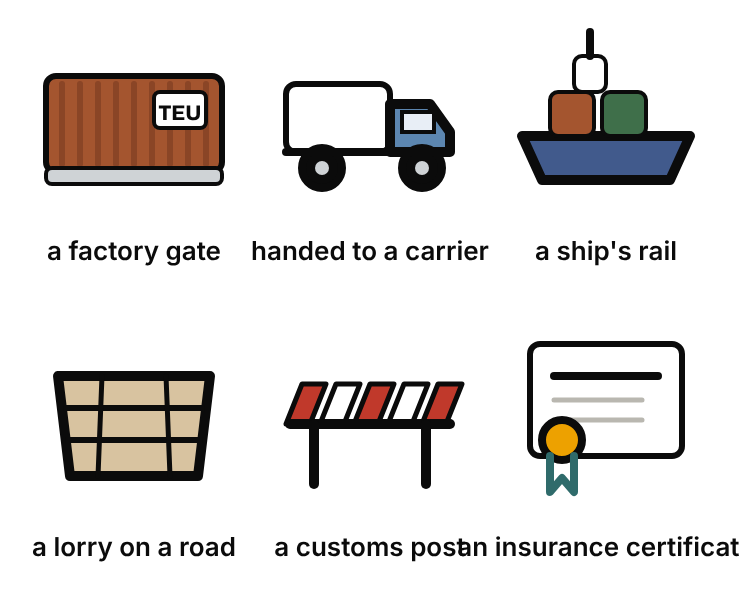 TEU
a factory gate
handed to a carrier
a ship's rail
a lorry on a road
a customs post
an insurance certificat